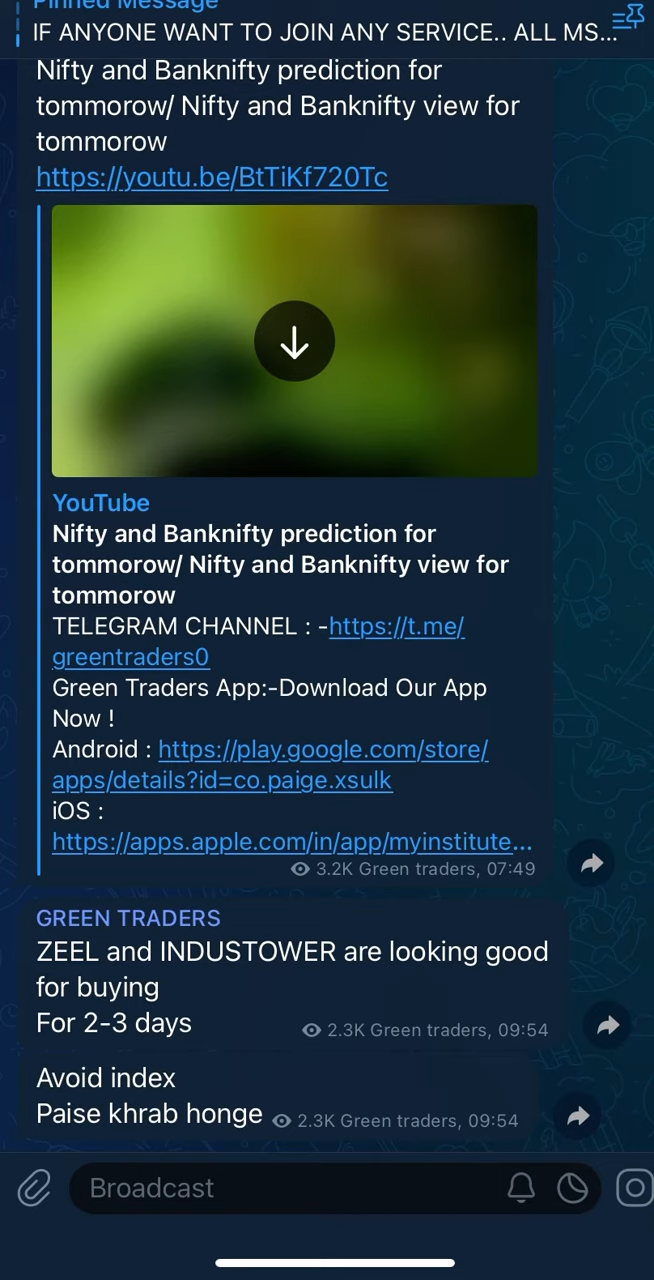 Pinned Message
IF ANYONE WANT TO JOIN ANY SERVICE.. ALL MS...
Nifty and Banknifty prediction for
tommorow/ Nifty and Banknifty view for
tommorow
https://youtu.be/BtTiKf720Tc
YouTube
Nifty and Banknifty prediction for
tommorow/ Nifty and Banknifty view for
tommorow
TELEGRAM CHANNEL : -https://t.me/
greentraders0
Green Traders App:-Download Our App
Now !
Android : https://play.google.com/store/
apps/details?id=co.paige.xsulk
iOS :
https://apps.apple.com/in/app/myinstitute...
3.2K Green traders, 07:49
GREEN TRADERS
ZEEL and INDUSTOWER are looking good
for buying
For 2-3 days
2.3K Green traders, 09:54
Avoid index
Paise khrab honge
2.3K Green traders, 09:54
Broadcast